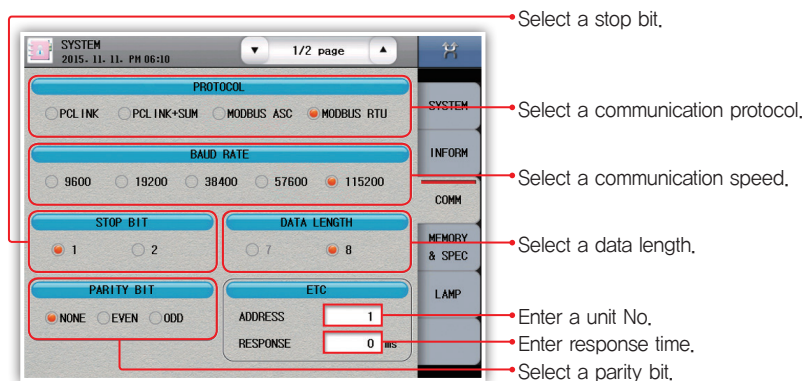 Select a stop bit.
SYSTEM
2015. 11. 11. PM 06:10
▼ 1/2 page ▲
PROTOCOL
PCLINK PCLINK+SUM MODBUS ASC MODBUS RTU
SYSTEM
Select a communication protocol.
BAUD RATE
INFORM
9600 19200 38400 57600 115200
Select a communication speed.
COMM
STOP BIT DATA LENGTH
1 2 7 8
MEMORY
& SPEC
Select a data length.
PARITY BIT ETC
LAMP
NONE EVEN ODD ADDRESS 1
Enter a unit No.
RESPONSE 0 ms
Enter response time.
Select a parity bit.